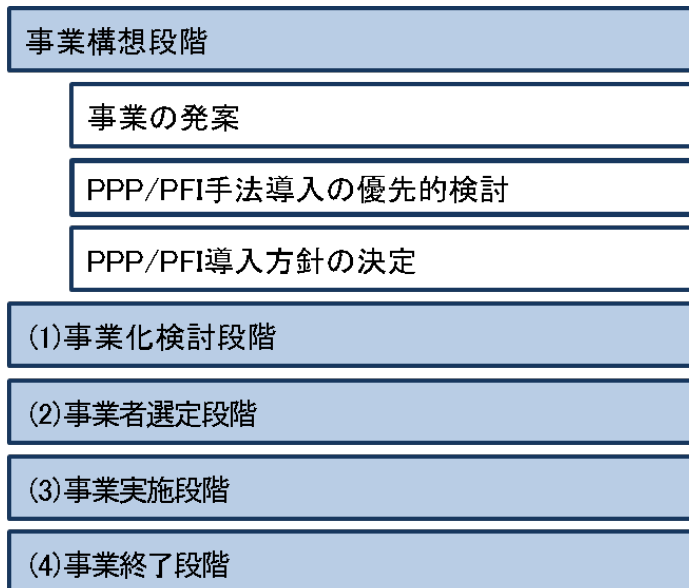 事業構想段階
事業の発案
PPP/PFI手法導入の優先的検討
PPP/PFI導入方針の決定
(1)事業化検討段階
(2)事業者選定段階
(3)事業実施段階
(4)事業終了段階